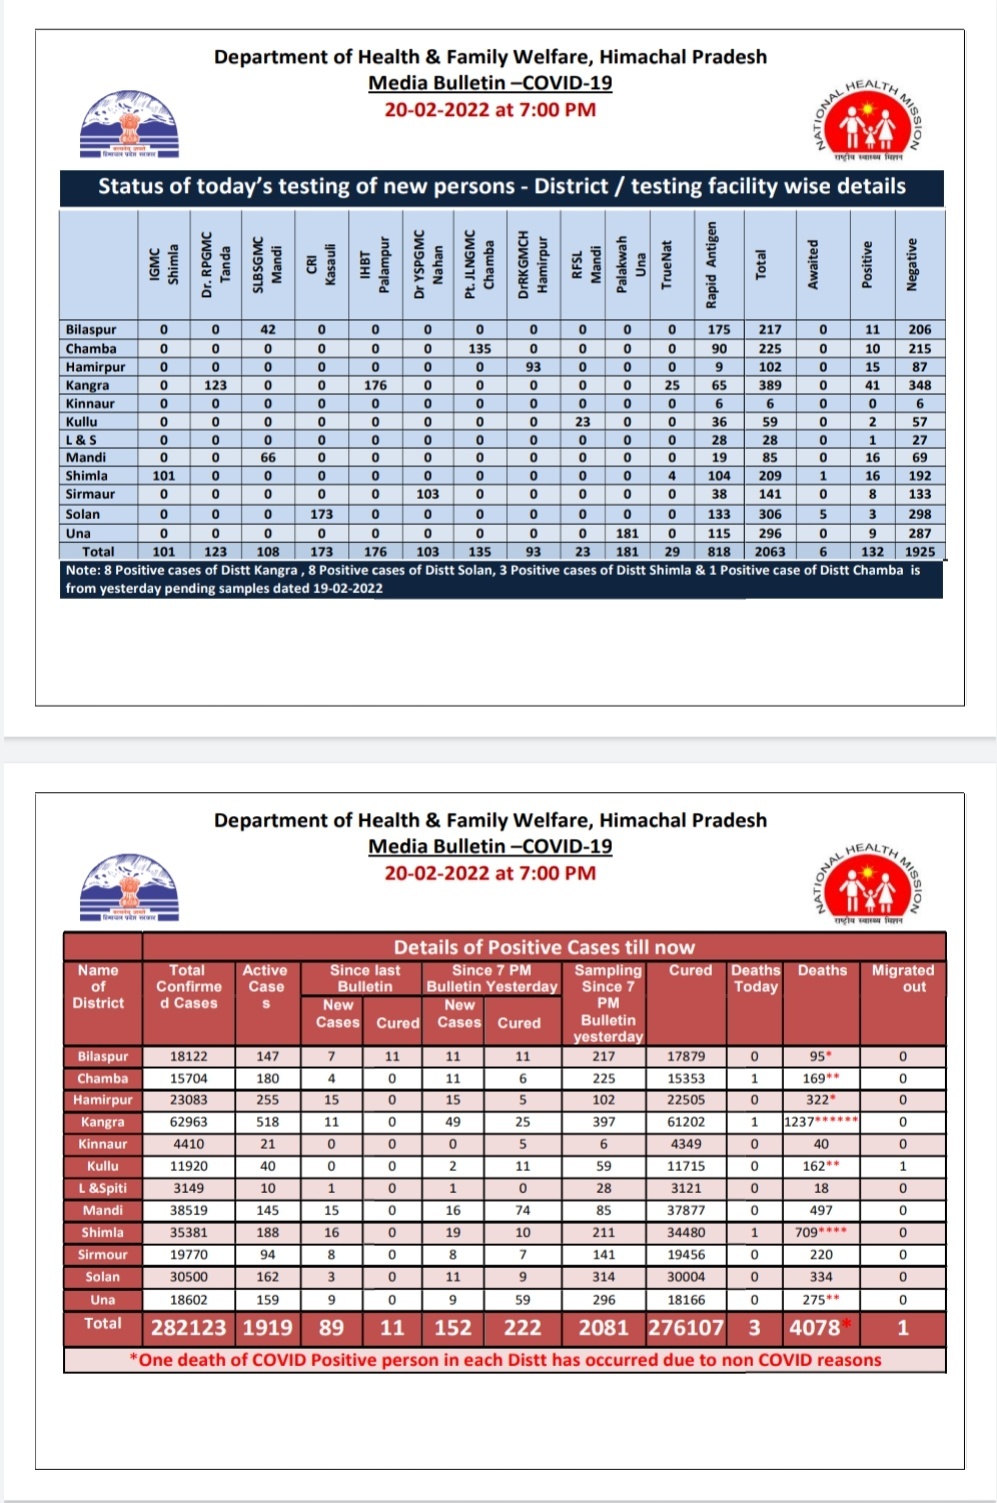 Department of Health & Family Welfare, Himachal Pradesh
Media Bulletin –COVID-19
20-02-2022 at 7:00 PM
NATIONAL HEALTH MISSION
राष्ट्रीय स्वास्थ्य मिशन
हिमाचल प्रदेश सरकार
Status of today’s testing of new persons - District / testing facility wise details
IGMC Shimla Dr. RPGMC Tanda SLBSGMC Mandi CRI Kasauli IHBT Palampur Dr YSPGMC Nahan Pt. JLNGMC Chamba DrRKGMCH Hamirpur RFSL Mandi Palakwah Una TrueNat Rapid Antigen Total Awaited Positive Negative
Bilaspur 0 0 42 0 0 0 0 0 0 0 0 175 217 0 11 206
Chamba 0 0 0 0 0 0 135 0 0 0 0 90 225 0 10 215
Hamirpur 0 0 0 0 0 0 0 93 0 0 0 9 102 0 15 87
Kangra 0 123 0 0 176 0 0 0 0 0 25 65 389 0 41 348
Kinnaur 0 0 0 0 0 0 0 0 0 0 0 6 6 0 0 6
Kullu 0 0 0 0 0 0 0 0 23 0 0 36 59 0 2 57
L & S 0 0 0 0 0 0 0 0 0 0 0 28 28 0 1 27
Mandi 0 0 66 0 0 0 0 0 0 0 0 19 85 0 16 69
Shimla 101 0 0 0 0 0 0 0 0 0 4 104 209 1 16 192
Sirmaur 0 0 0 0 0 103 0 0 0 0 0 38 141 0 8 133
Solan 0 0 0 173 0 0 0 0 0 0 0 133 306 5 3 298
Una 0 0 0 0 0 0 0 0 0 181 0 115 296 0 9 287
Total 101 123 108 173 176 103 135 93 23 181 29 818 2063 6 132 1925
Note: 8 Positive cases of Distt Kangra , 8 Positive cases of Distt Solan, 3 Positive cases of Distt Shimla & 1 Positive case of Distt Chamba is
from yesterday pending samples dated 19-02-2022
Department of Health & Family Welfare, Himachal Pradesh
Media Bulletin –COVID-19
20-02-2022 at 7:00 PM
NATIONAL HEALTH MISSION
राष्ट्रीय स्वास्थ्य मिशन
हिमाचल प्रदेश सरकार
Details of Positive Cases till now
Name Total Active Since last Since 7 PM Sampling Cured Deaths Deaths Migrated
of Confirme Case Bulletin Bulletin Yesterday Since 7 Today out
District d Cases s New New PM
Cases Cured Cases Cured Bulletin
yesterday
Bilaspur 18122 147 7 11 11 11 217 17879 0 95* 0
Chamba 15704 180 4 0 11 6 225 15353 1 169** 0
Hamirpur 23083 255 15 0 15 5 102 22505 0 322* 0
Kangra 62963 518 11 0 49 25 397 61202 1 1237****** 0
Kinnaur 4410 21 0 0 0 5 6 4349 0 40 0
Kullu 11920 40 0 0 2 11 59 11715 0 162** 1
L &Spiti 3149 10 1 0 1 0 28 3121 0 18 0
Mandi 38519 145 15 0 16 74 85 37877 0 497 0
Shimla 35381 188 16 0 19 10 211 34480 1 709**** 0
Sirmour 19770 94 8 0 8 7 141 19456 0 220 0
Solan 30500 162 3 0 11 9 314 30004 0 334 0
Una 18602 159 9 0 9 59 296 18166 0 275** 0
Total 282123 1919 89 11 152 222 2081 276107 3 4078* 1
*One death of COVID Positive person in each Distt has occurred due to non COVID reasons